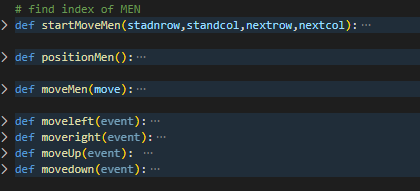 # find index of MEN
def startMoveMen(stadnrow,standcol,nextrow,nextcol):···
def positionMen():···
def moveMen(move):···
def moveleft(event):···
def moveright(event):···
def moveUp(event): ···
def movedown(event):···